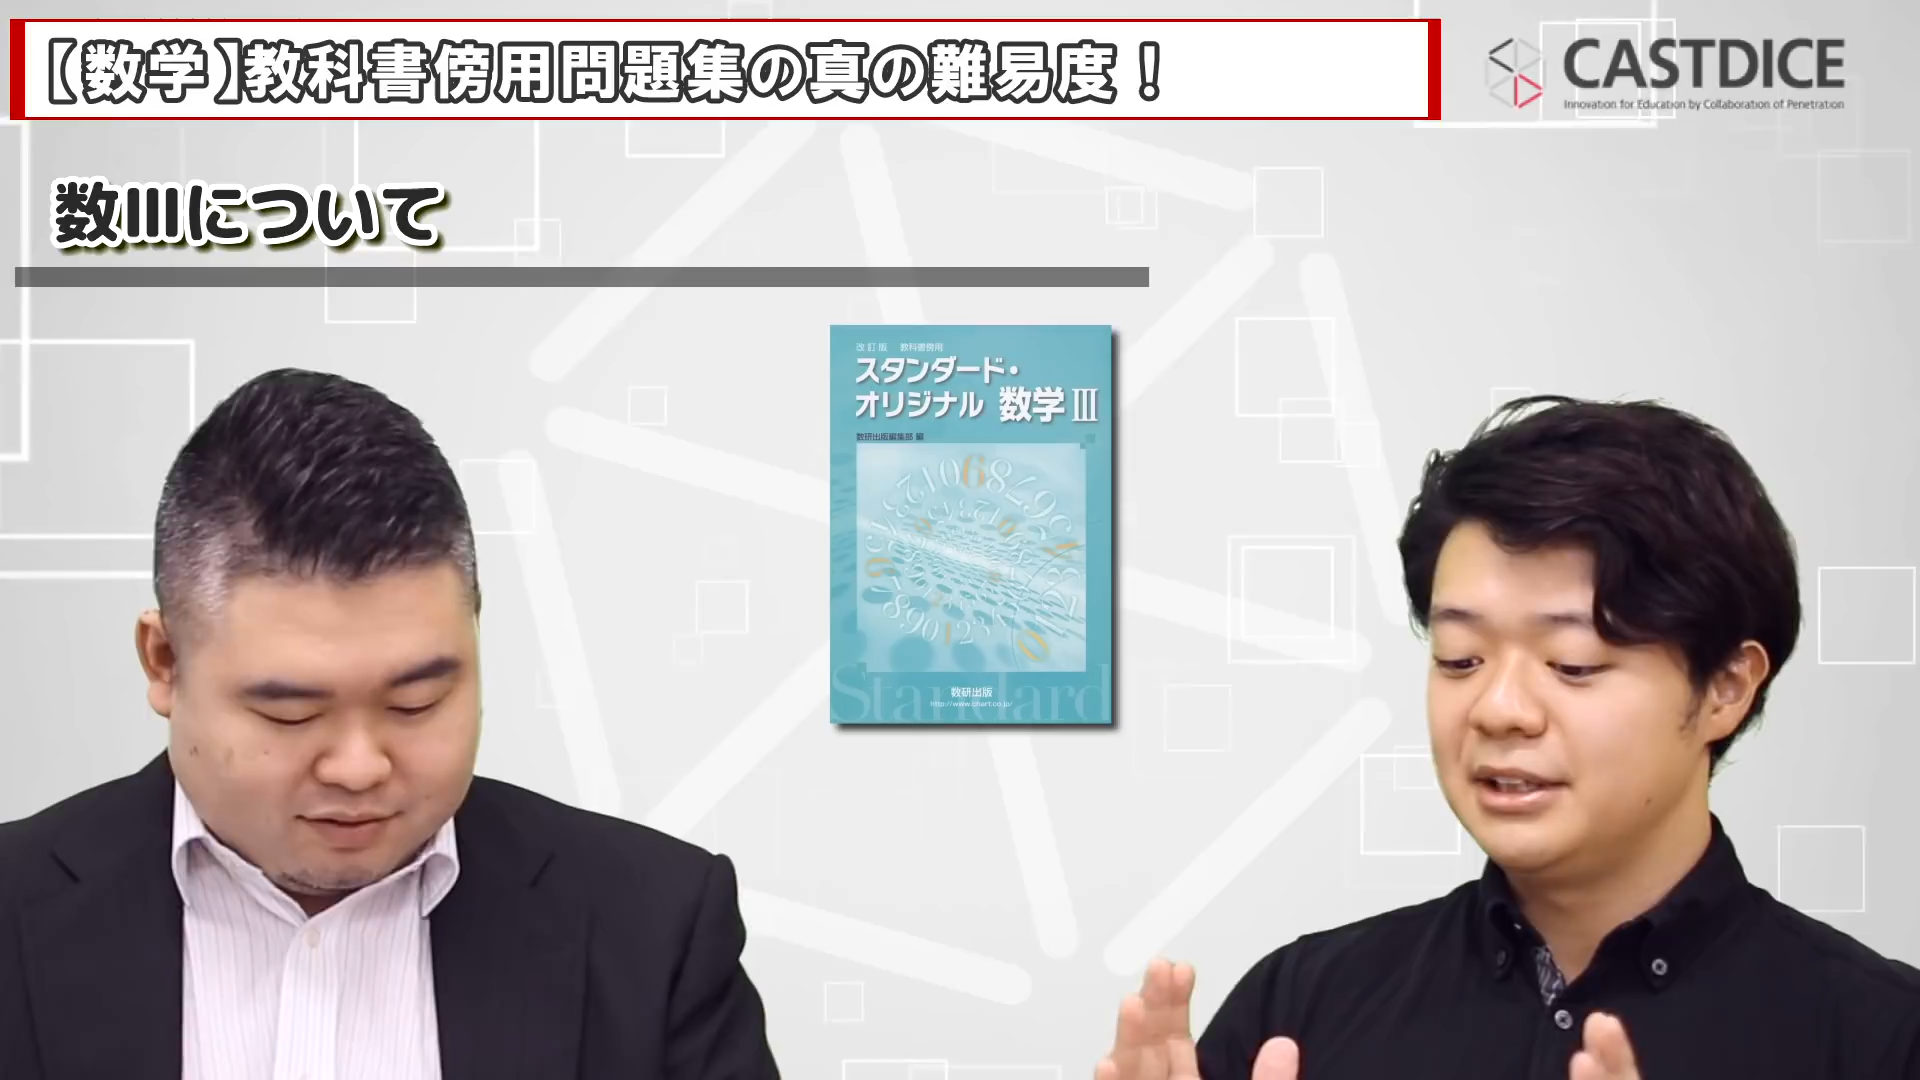 【数学】教科書傍用問題集の真の難易度！
CASTDICE
Innovation for Education by Collaboration of Penetration
数IIIについて
改訂版 教科書傍用
スタンダード・
オリジナル 数学Ⅲ
数研出版編集部 編
Standard
数研出版
http://www.chart.co.jp/